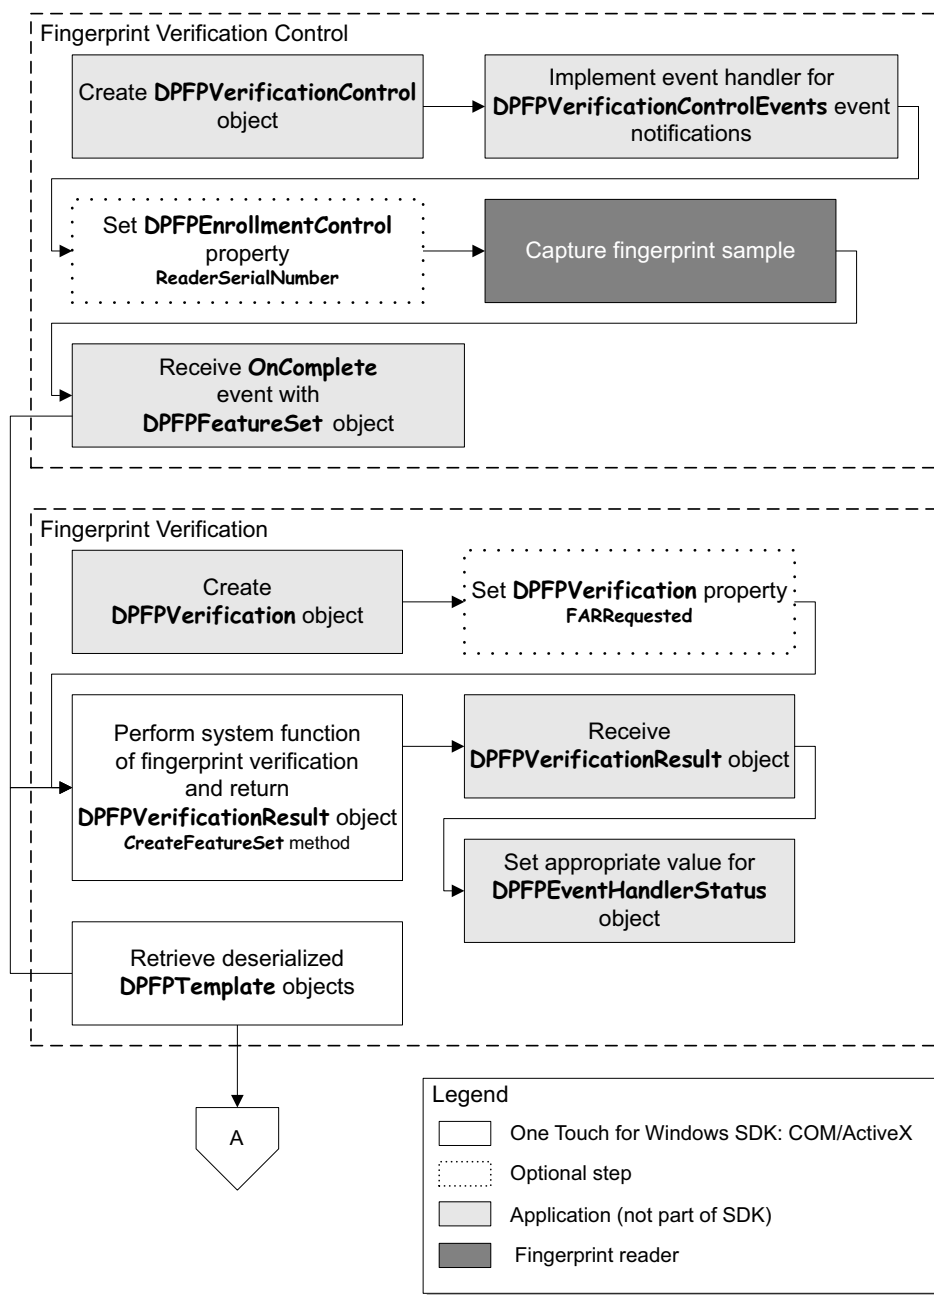 Fingerprint Verification Control
Create DPFPVerificationControl
object
Implement event handler for
DPFPVerificationControlEvents event
notifications
Set DPFPEnrollmentControl
property
ReaderSerialNumber
Capture fingerprint sample
Receive OnComplete
event with
DPFPFeatureSet object
Fingerprint Verification
Create
DPFPVerification object
Set DPFPVerification property
FARRequested
Perform system function
of fingerprint verification
and return
DPFPVerificationResult object
CreateFeatureSet method
Receive
DPFPVerificationResult object
Set appropriate value for
DPFPEventHandlerStatus
object
Retrieve deserialized
DPFPTemplate objects
A
Legend
One Touch for Windows SDK: COM/ActiveX
Optional step
Application (not part of SDK)
Fingerprint reader